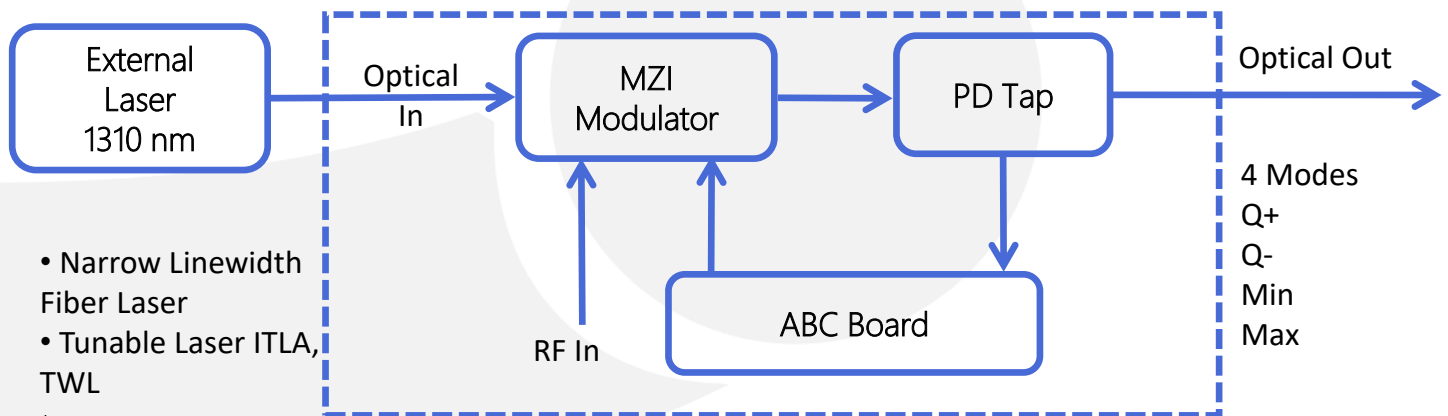 External
Laser
1310 nm
Optical
In
MZI
Modulator
PD Tap
Optical Out
4 Modes
Q+
Q-
Min
Max
• Narrow Linewidth
Fiber Laser
• Tunable Laser ITLA,
TWL
RF In
ABC Board